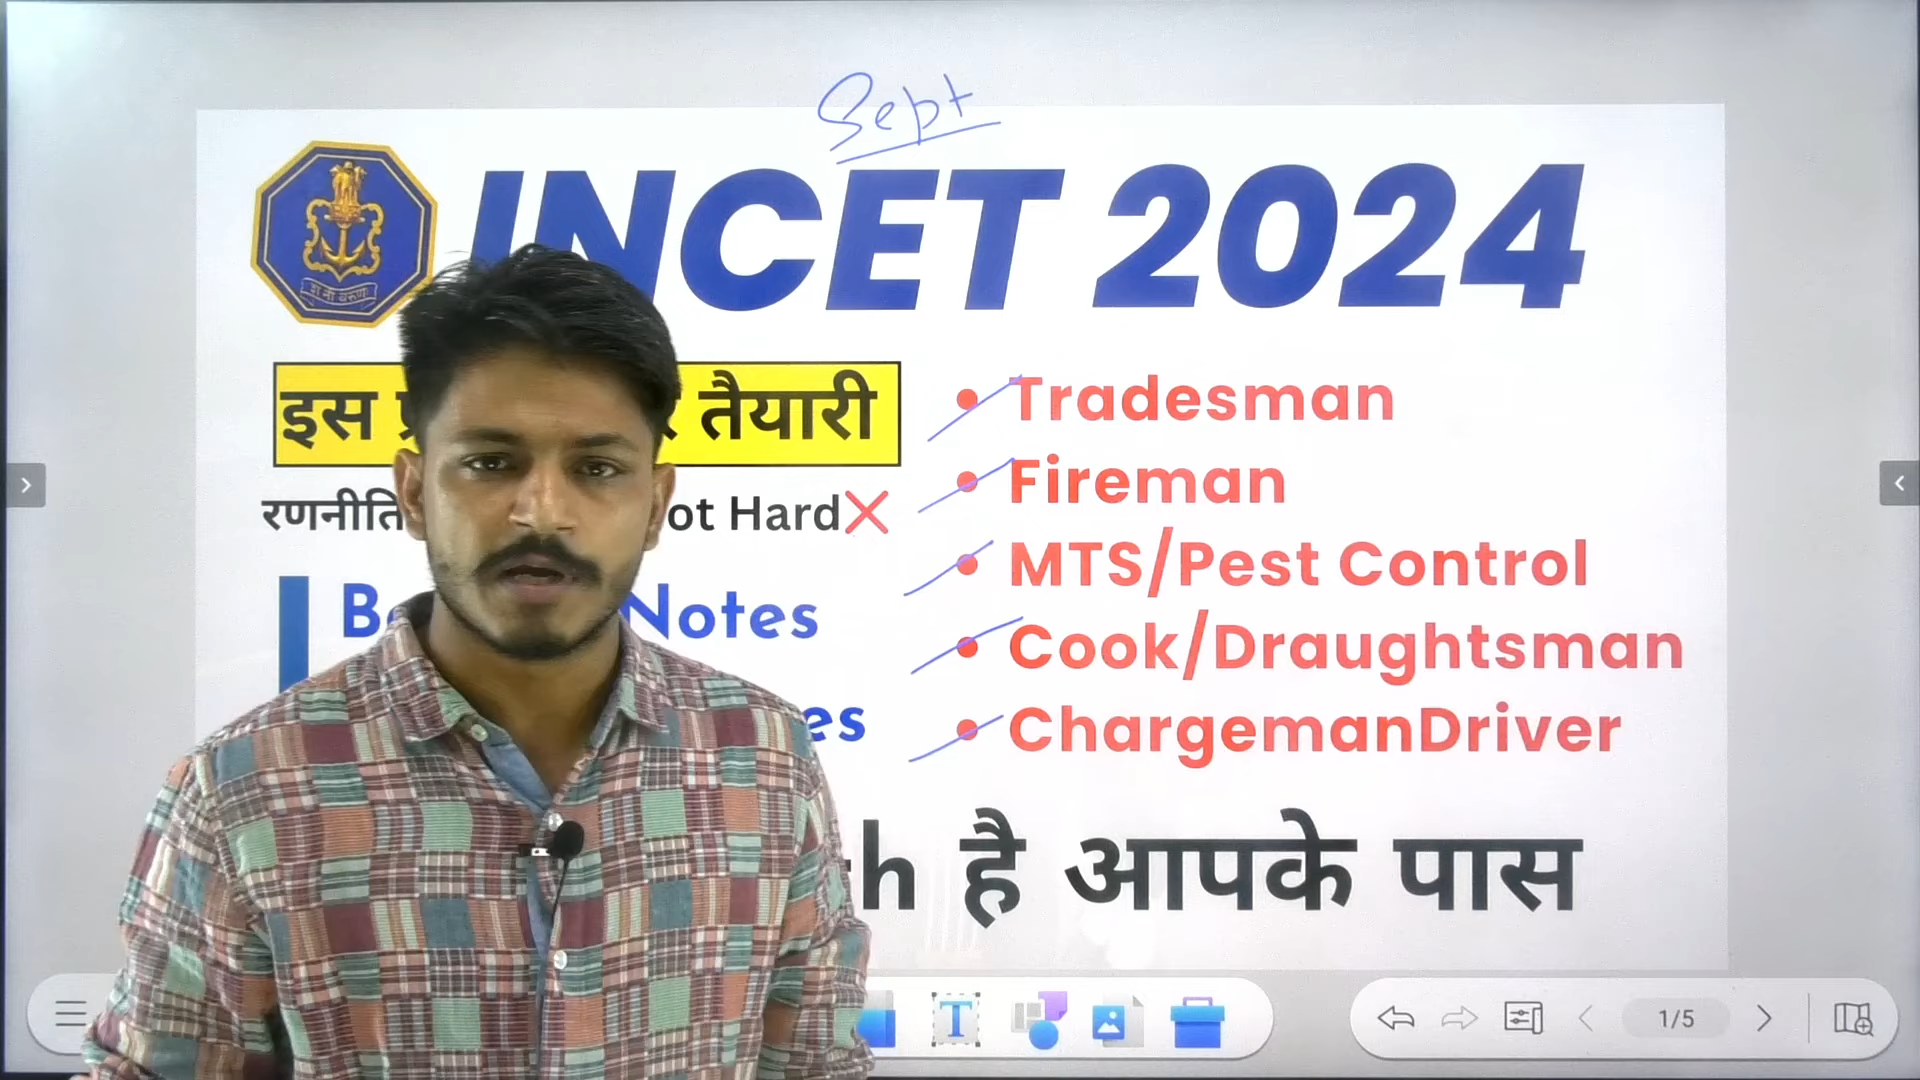 Sept
INCET 2024
इस तैयारी
रणनीति ot Hard
Notes
es
• Tradesman
• Fireman
• MTS/Pest Control
• Cook/Draughtsman
• ChargemanDriver
th है आपके पास
T
1/5